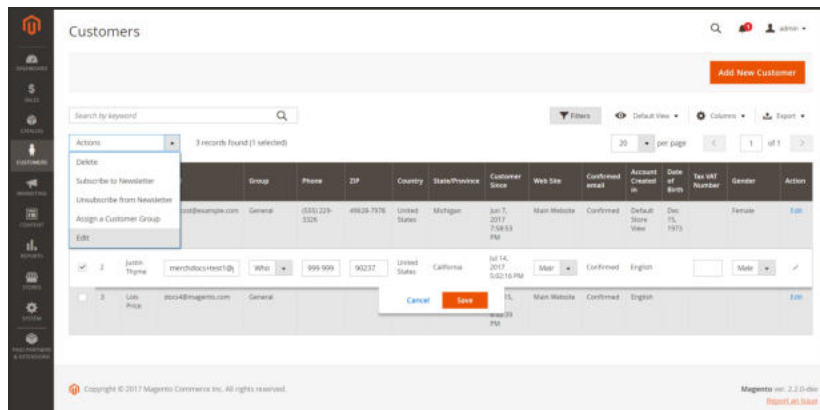 Customers
admin
DASHBOARD
SALES
CATALOG
CUSTOMERS
MARKETING
CONTENT
REPORTS
STORES
SYSTEM
FIND PARTNERS
& EXTENSIONS
Add New Customer
Search by keyword
Filters
Default View
Columns
Export
Actions
3 records found (1 selected)
20
per page
1
of 1
Delete
Subscribe to Newsletter
Unsubscribe from Newsletter
Assign a Customer Group
Edit
Group
Phone
ZIP
Country
State/Province
Customer
Since
Web Site
Confirmed
email
Account
Created
in
Date
of
Birth
Tax VAT
Number
Gender
Action
cost@example.com
General
(555) 229-
3326
49628-7978
United
States
Michigan
Jun 7,
2017
7:58:53
PM
Main Website
Confirmed
Default
Store
View
Dec
15,
1973
Female
Edit
2
Justin
Thyme
Who
999 999
90237
United
States
California
Jul 14,
2017
5:02:16 PM
Confirmed
English
Male
3
Lois
Price
docs4@magento.com
General
Cancel
Save
15,
PM
Main Website
Confirmed
English
Edit
Copyright © 2017 Magento Commerce Inc. All rights reserved.
Magento ver. 2.2.0-dev
Report an Issue